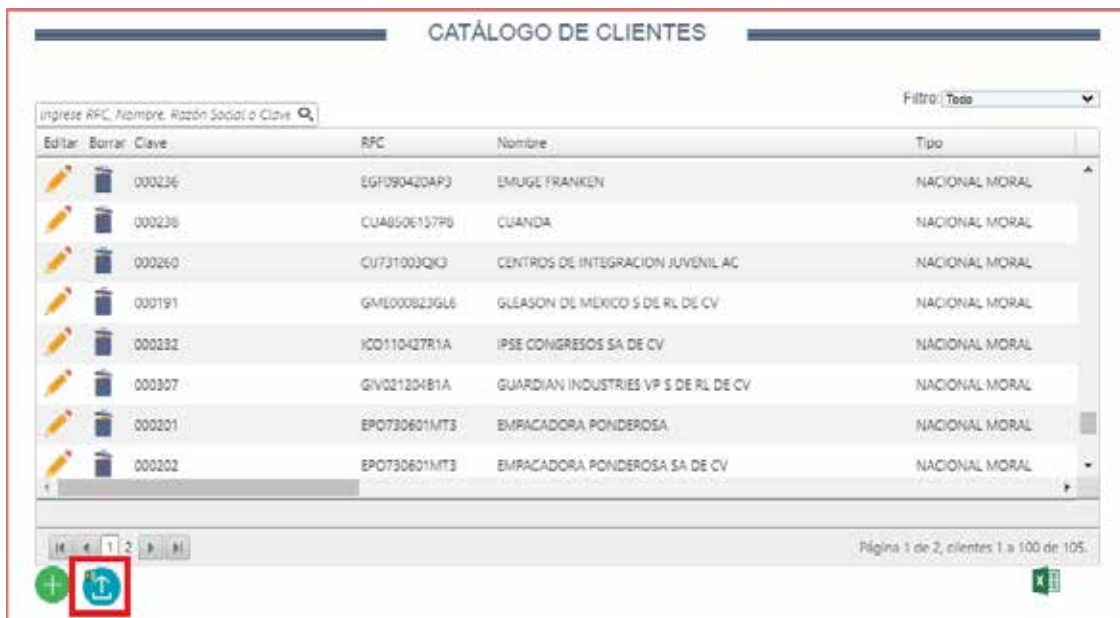 CATÁLOGO DE CLIENTES
Filtro: Todo
Ingrese RFC, Nombre, Razón Social o Clave
Editar Borrar Clave RFC Nombre Tipo
000236 EGF090420AP3 EMUGE FRANKEN NACIONAL MORAL
000238 CUA8506157P8 CUANDA NACIONAL MORAL
000260 CIJ731003QK3 CENTROS DE INTEGRACION JUVENIL AC NACIONAL MORAL
000191 GME000823GL6 GLEASON DE MEXICO S DE RL DE CV NACIONAL MORAL
000232 ICO110427R1A IPSE CONGRESOS SA DE CV NACIONAL MORAL
000307 GIV021204B1A GUARDIAN INDUSTRIES VP S DE RL DE CV NACIONAL MORAL
000201 EPO730601MT3 EMPACADORA PONDEROSA NACIONAL MORAL
000202 EPO730601MT3 EMPACADORA PONDEROSA SA DE CV NACIONAL MORAL
1 2 Página 1 de 2, clientes 1 a 100 de 105.